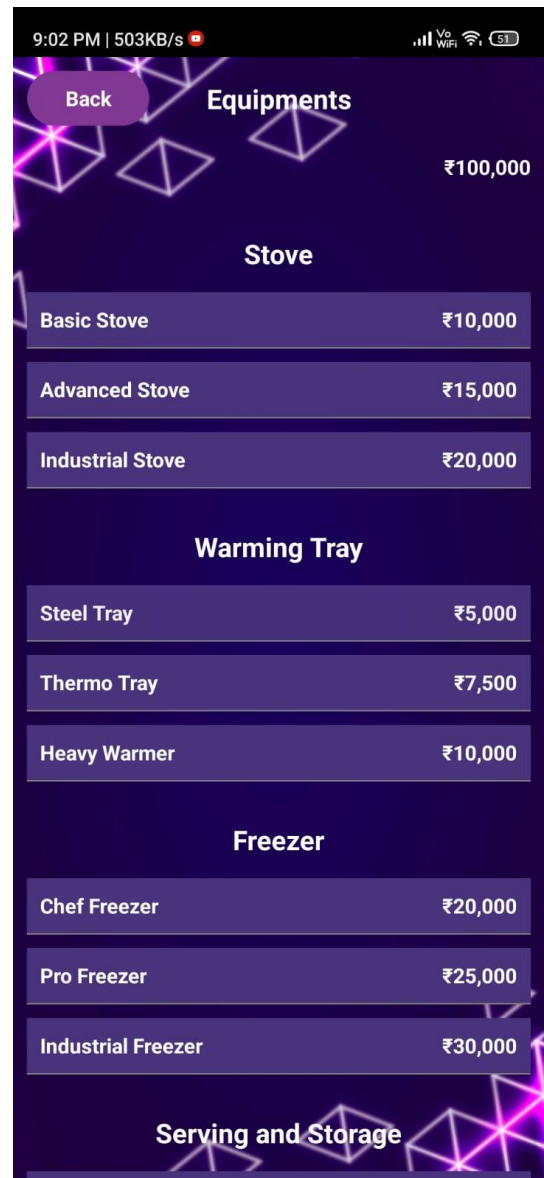 9:02 PM | 503KB/s Vo WiFi 51
Back Equipments
₹100,000
Stove
Basic Stove ₹10,000
Advanced Stove ₹15,000
Industrial Stove ₹20,000
Warming Tray
Steel Tray ₹5,000
Thermo Tray ₹7,500
Heavy Warmer ₹10,000
Freezer
Chef Freezer ₹20,000
Pro Freezer ₹25,000
Industrial Freezer ₹30,000
Serving and Storage